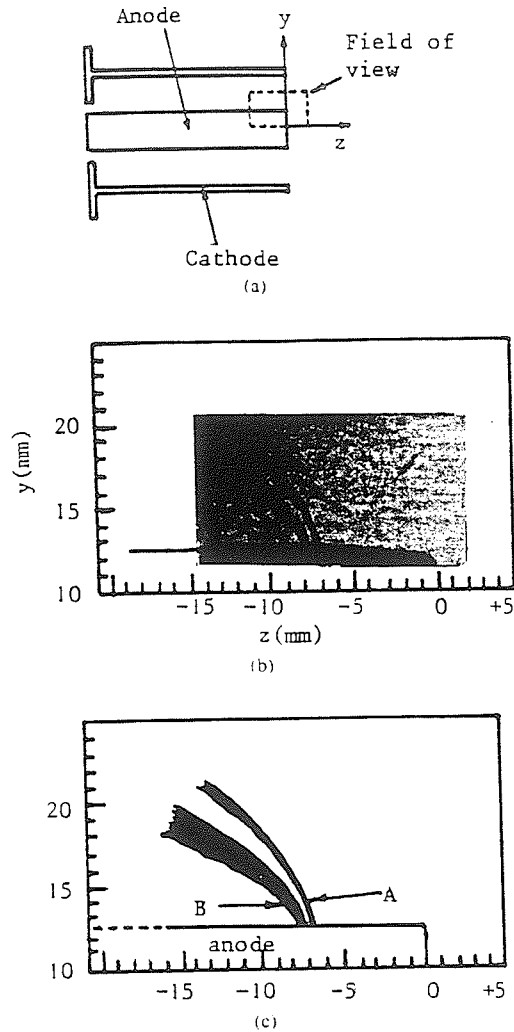 Anode
y
Field of
view
z
Cathode
(a)
20
y(mm)
15
10
-15
-10
-5
0
+5
z(mm)
(b)
20
15
B
A
anode
10
-15
-10
-5
0
+5
(c)